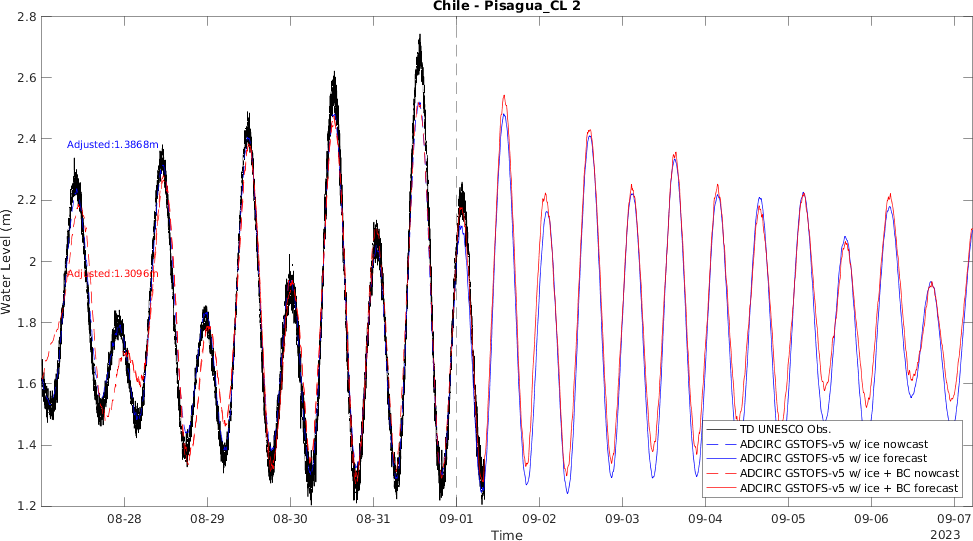 Chile - Pisagua_CL 2
2.8
2.6
2.4
2.2
2
1.8
1.6
1.4
1.2
Water Level (m)
Adjusted:1.3868m
Adjusted:1.3096m
TD UNESCO Obs.
ADCIRC GSTOFS-v5 w/ ice nowcast
ADCIRC GSTOFS-v5 w/ ice forecast
ADCIRC GSTOFS-v5 w/ ice + BC nowcast
ADCIRC GSTOFS-v5 w/ ice + BC forecast
08-28 08-29 08-30 08-31 09-01 09-02 09-03 09-04 09-05 09-06 09-07
2023
Time